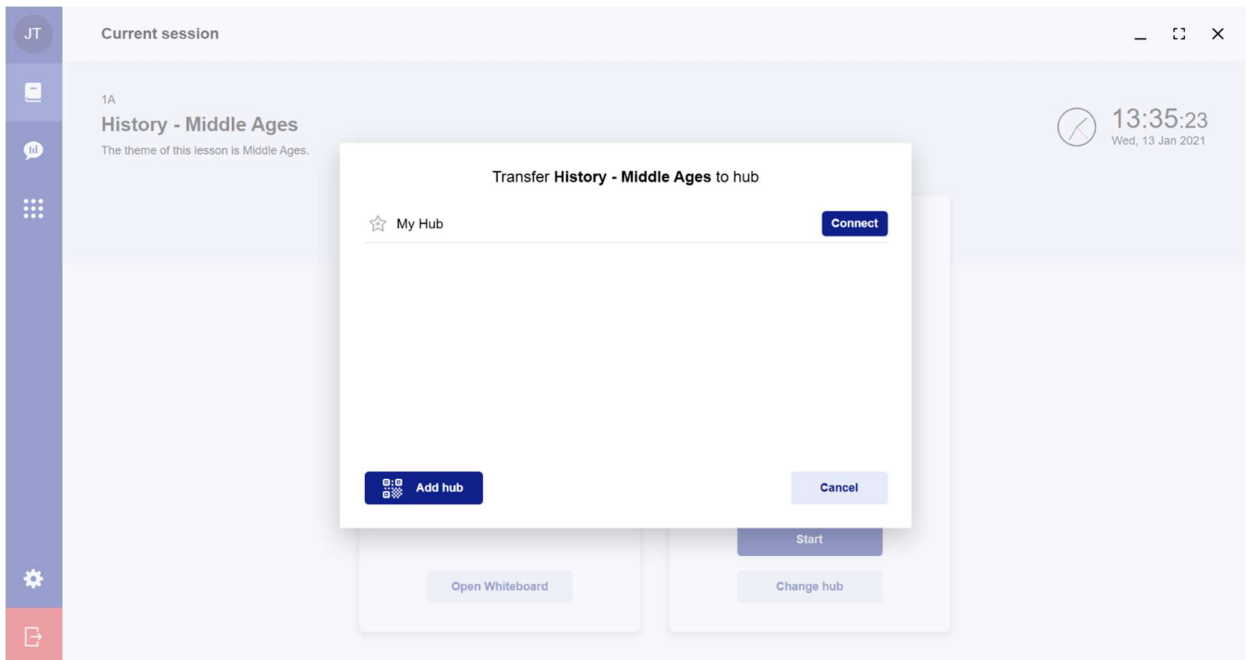 JT
Current session
1A
History - Middle Ages
The theme of this lesson is Middle Ages.
13:35:23
Wed, 13 Jan 2021
Transfer History - Middle Ages to hub
My Hub
Connect
Add hub
Cancel
Start
Open Whiteboard
Change hub